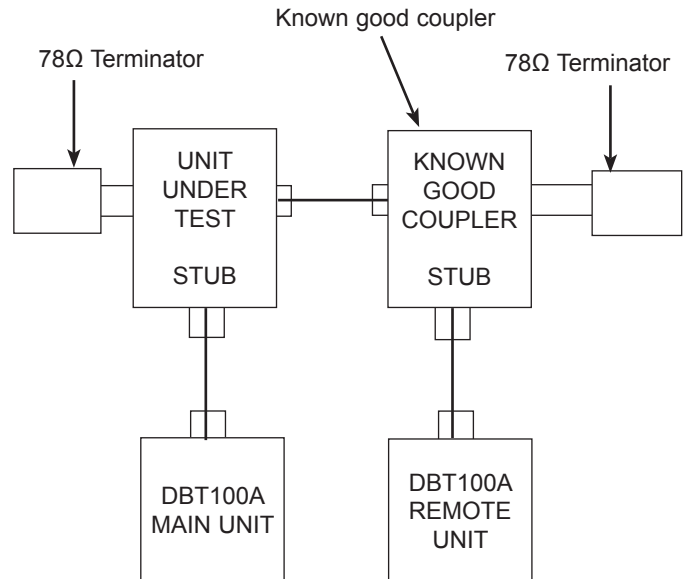 Known good coupler
78Ω Terminator
78Ω Terminator
UNIT
UNDER
TEST
STUB
KNOWN
GOOD
COUPLER
STUB
DBT100A
MAIN UNIT
DBT100A
REMOTE
UNIT